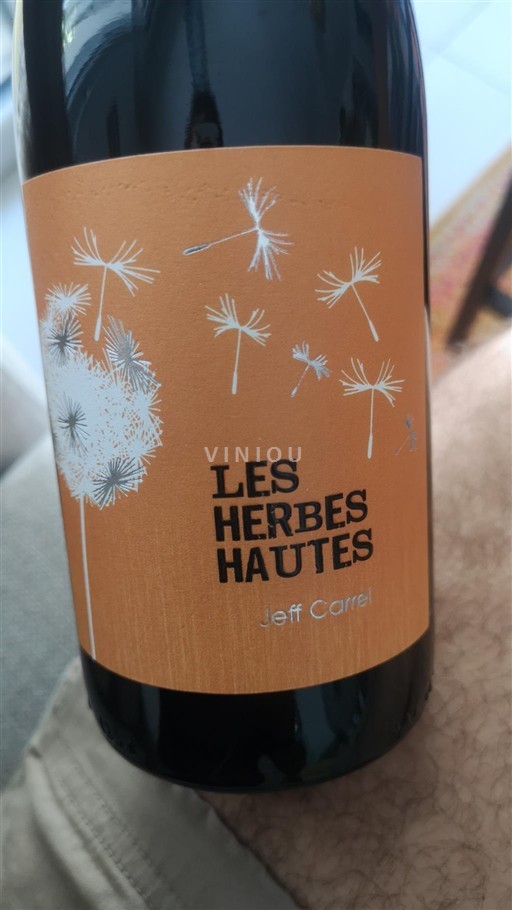 VINIOU
LES
HERBES
HAUTES
Jeff Carrel